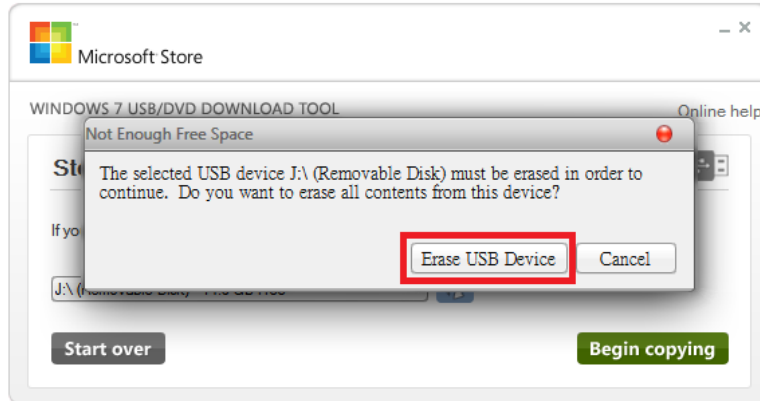 Microsoft Store
WINDOWS 7 USB/DVD DOWNLOAD TOOL
Online help
Not Enough Free Space
The selected USB device J:\ (Removable Disk) must be erased in order to
continue. Do you want to erase all contents from this device?
If yo
Erase USB Device
Cancel
J:\
Start over
Begin copying